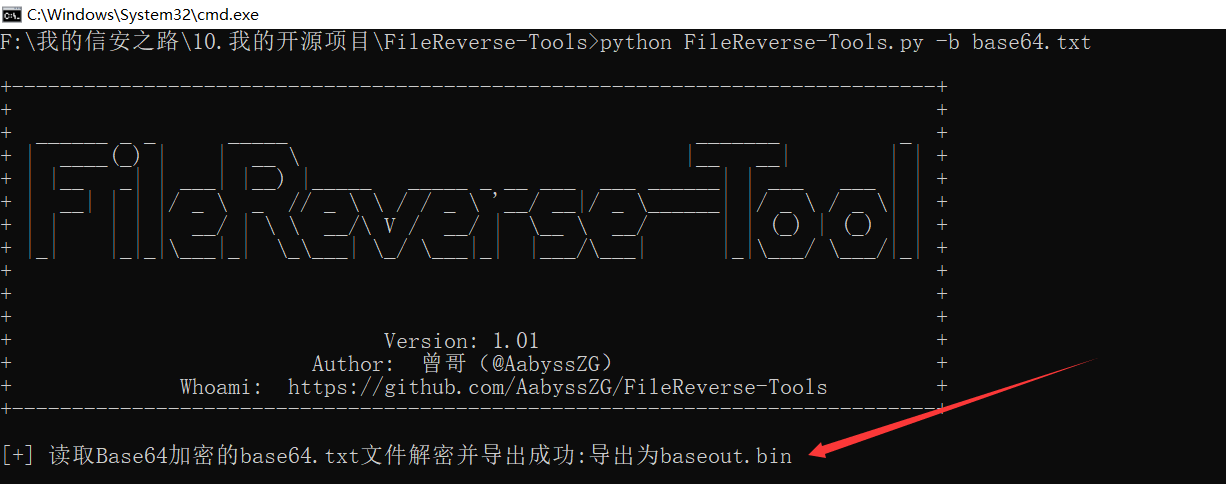 C:\Windows\System32\cmd.exe
F:\我的信安之路\10.我的开源项目\FileReverse-Tools>python FileReverse-Tools.py -b base64.txt
FileReverse-Tool
Version: 1.01
Author: 曾哥（@AabyssZG）
Whoami: https://github.com/AabyssZG/FileReverse-Tools
[+] 读取Base64加密的base64.txt文件解密并导出成功:导出为baseout.bin